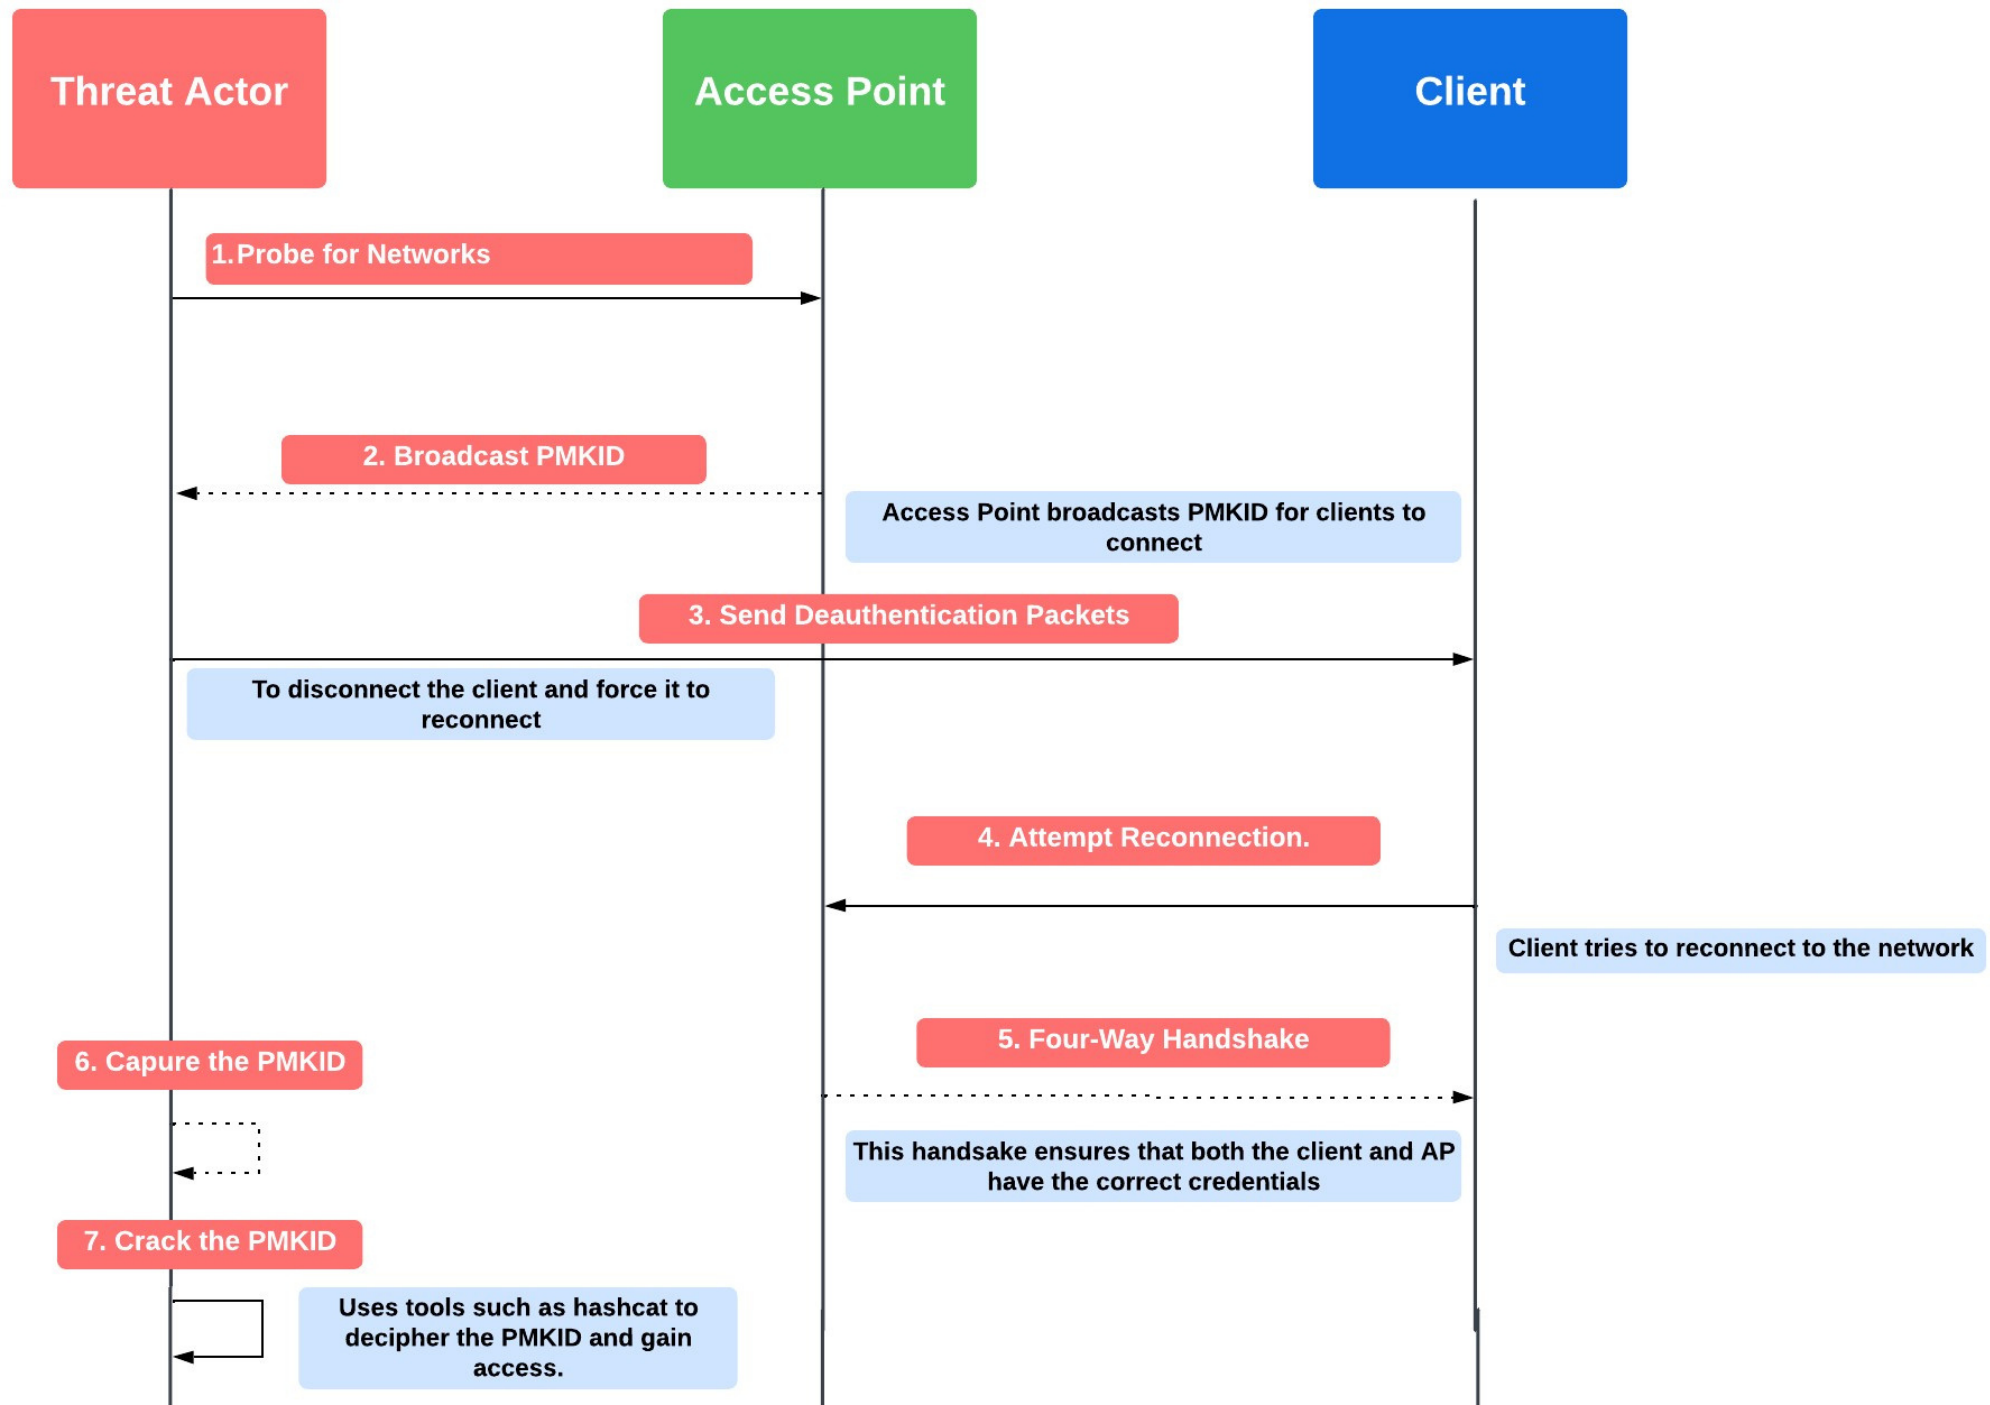 Threat Actor
Access Point
Client
1.Probe for Networks
2. Broadcast PMKID
Access Point broadcasts PMKID for clients to
connect
3. Send Deauthentication Packets
To disconnect the client and force it to
reconnect
4. Attempt Reconnection.
Client tries to reconnect to the network
5. Four-Way Handshake
6. Capure the PMKID
This handsake ensures that both the client and AP
have the correct credentials
7. Crack the PMKID
Uses tools such as hashcat to
decipher the PMKID and gain
access.